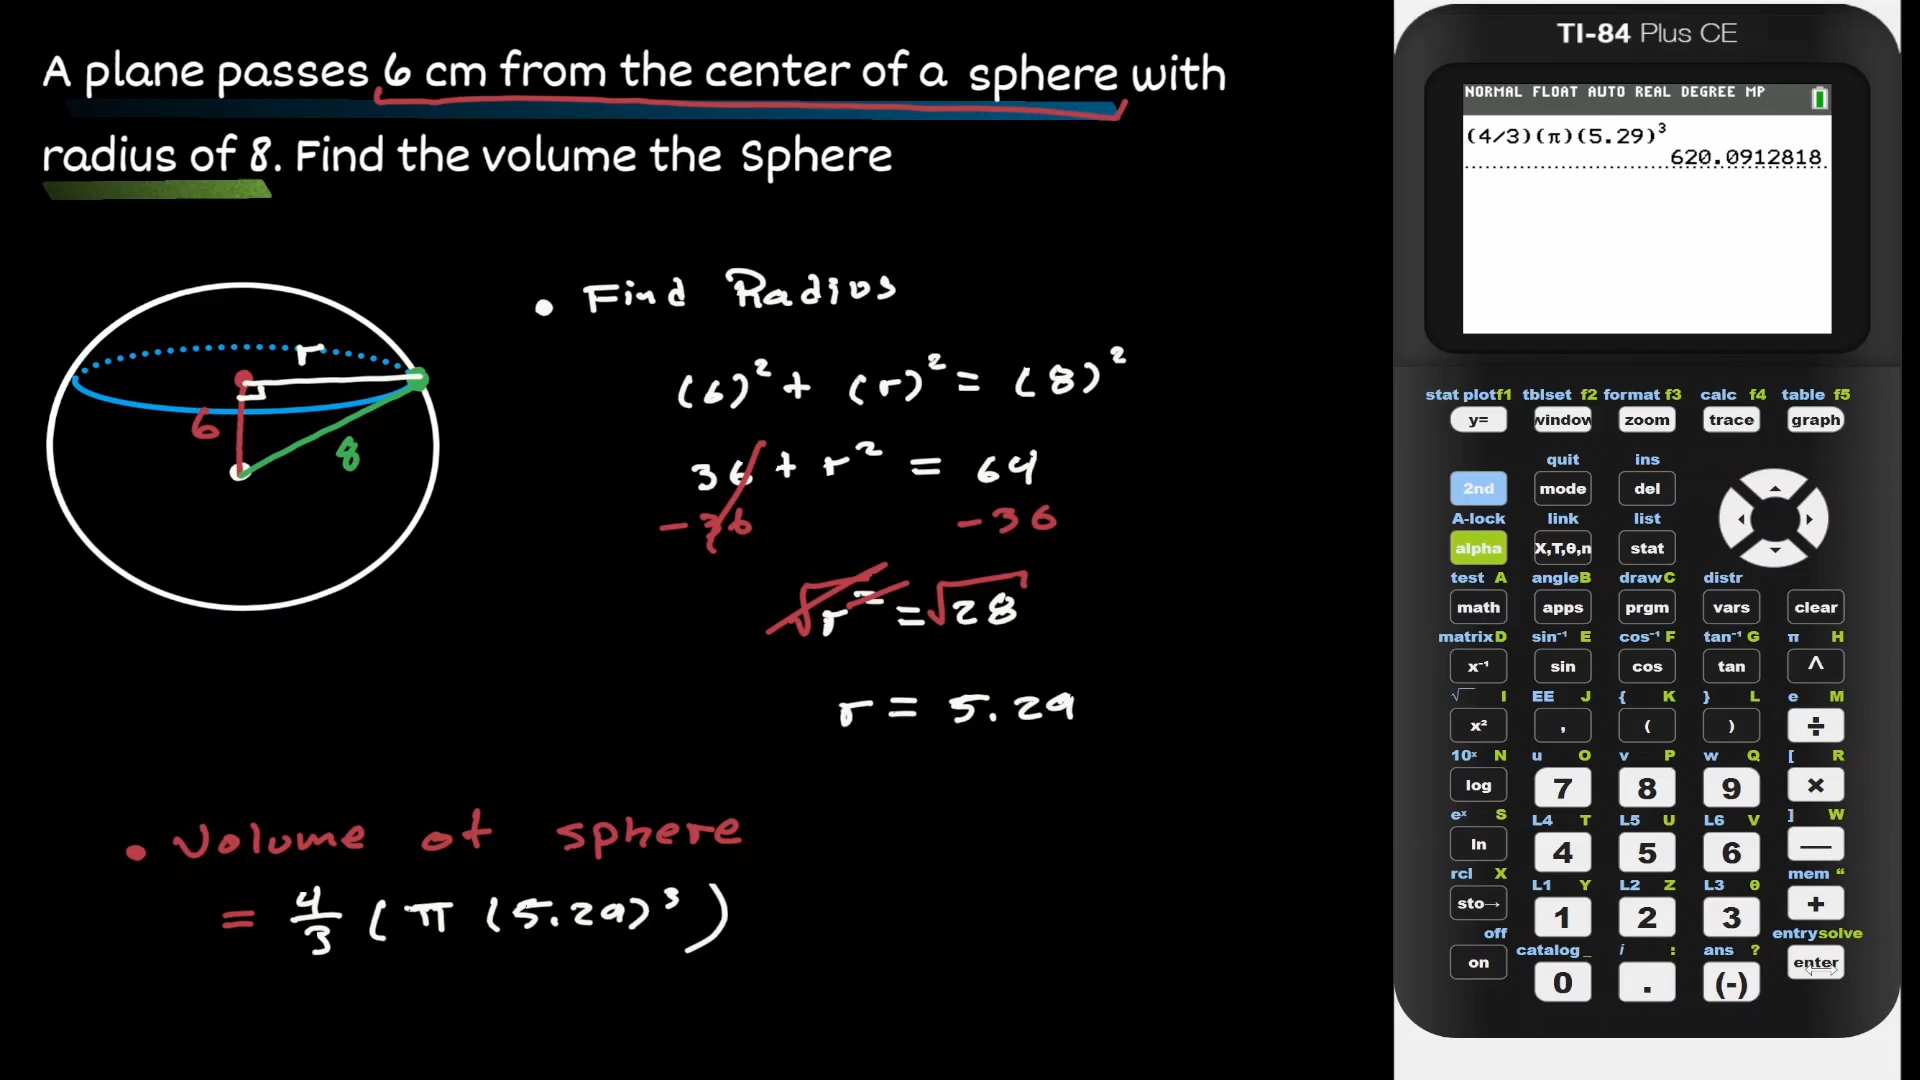 A plane passes 6 cm from the center of a sphere with
radius of 8. Find the volume the Sphere
r
6
8
• Find Radius
(6)² + (r)² = (8)²
36 + r² = 64
-36 -36
√r² = √28
r = 5.29
• Volume of sphere
= 4/3 (π (5.29)³)
TI-84 Plus CE
NORMAL FLOAT AUTO REAL DEGREE MP
(4/3)(π)(5.29)³
620.0912818
stat plot f1 tblset f2 format f3 calc f4 table f5
y= window zoom trace graph
quit ins
2nd mode del
A-lock link list
alpha X,T,θ,n stat
test A angle B draw C distr
math apps prgm vars clear
matrix D sin⁻¹ E cos⁻¹ F tan⁻¹ G π H
x⁻¹ sin cos tan ^
√ I EE J { K } L e M
x² , ( ) ÷
10ˣ N u O v P w Q [ R
log 7 8 9 ×
eˣ S L4 T L5 U L6 V ] W
ln 4 5 6 —
rcl X L1 Y L2 Z L3 θ mem "
sto→ 1 2 3 +
off catalog _ i : ans ? entry solve
on 0 . (-) enter